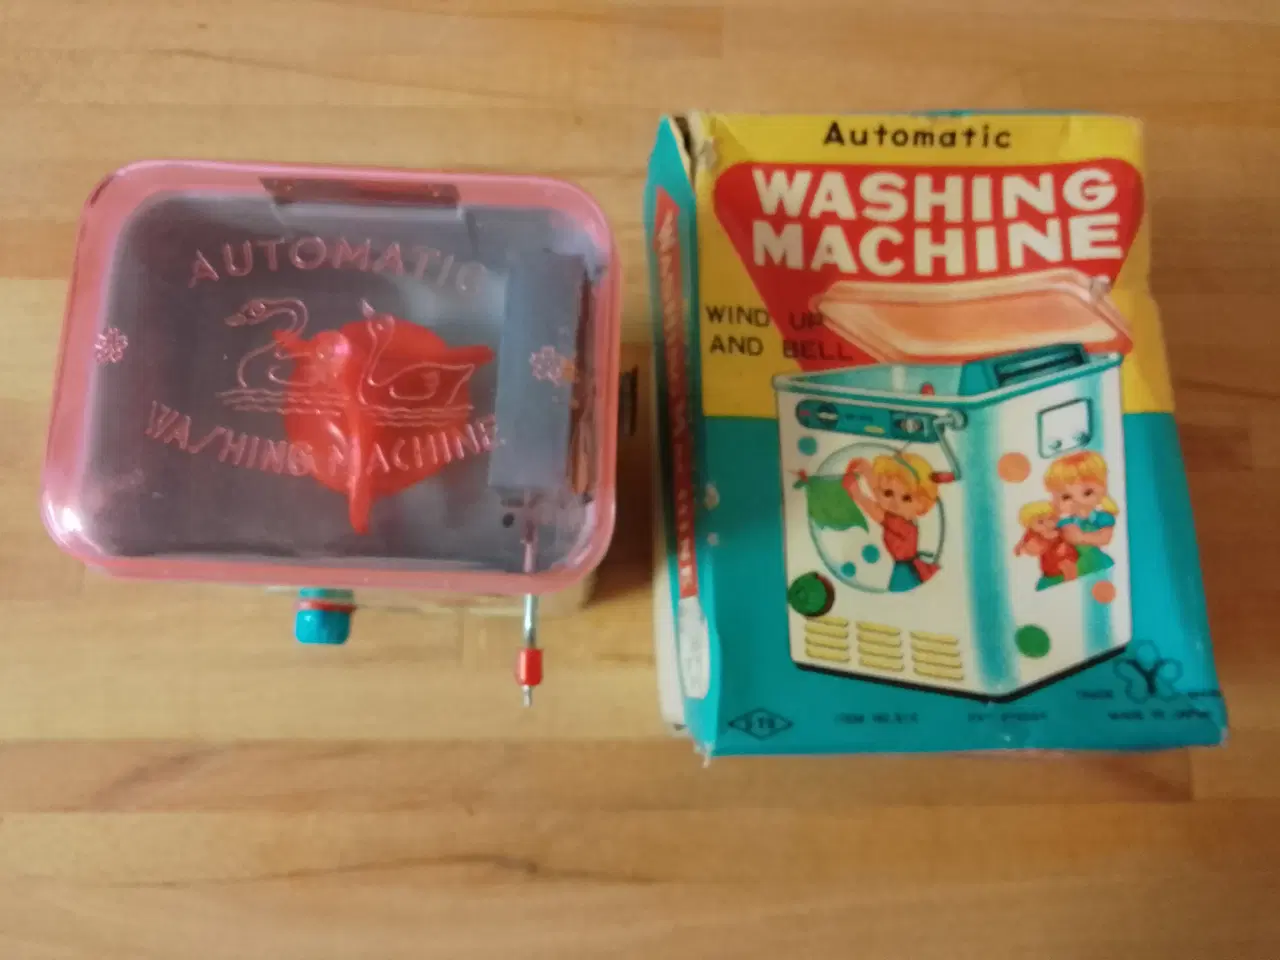 AUTOMATIC
WASHING MACHINE
Automatic
WASHING
MACHINE
WIND UP
AND BELL
WASHING MACHINE
MADE IN JAPAN